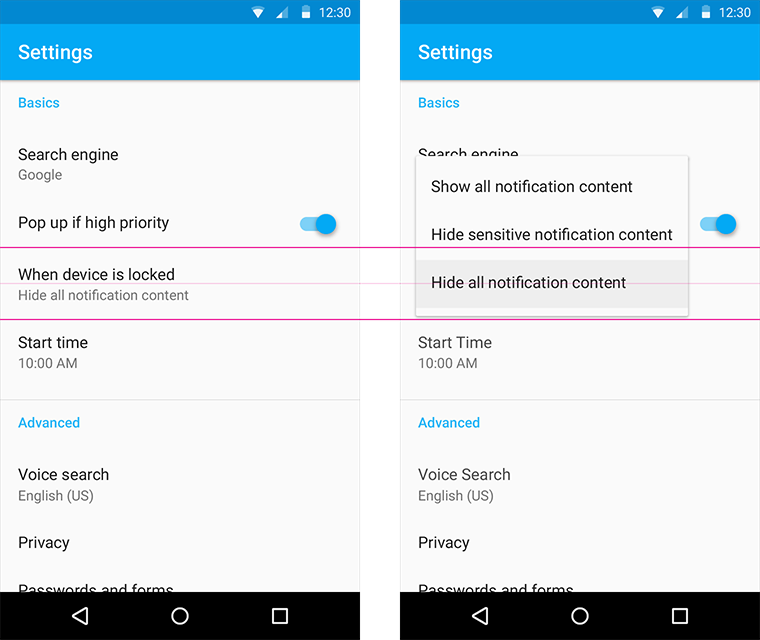 12:30
Settings
Basics
Search engine
Google
Pop up if high priority
When device is locked
Hide all notification content
Start time
10:00 AM
Advanced
Voice search
English (US)
Privacy
Passwords and forms
12:30
Settings
Basics
Search engine
Show all notification content
Hide sensitive notification content
Hide all notification content
Start Time
10:00 AM
Advanced
Voice Search
English (US)
Privacy
Passwords and forms